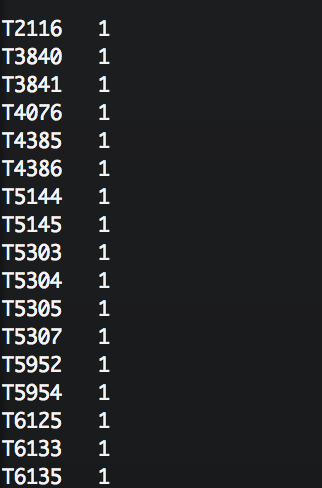 T2116 1
T3840 1
T3841 1
T4076 1
T4385 1
T4386 1
T5144 1
T5145 1
T5303 1
T5304 1
T5305 1
T5307 1
T5952 1
T5954 1
T6125 1
T6133 1
T6135 1